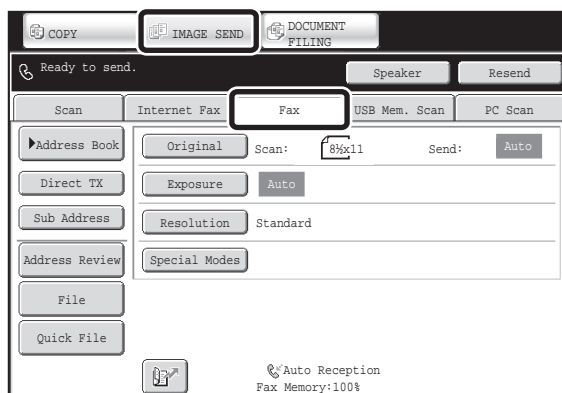 COPY
IMAGE SEND
DOCUMENT
FILING
Ready to send.
Speaker
Resend
Scan
Internet Fax
Fax
USB Mem. Scan
PC Scan
Address Book
Original
Scan:
8½x11
Send:
Auto
Direct TX
Exposure
Auto
Sub Address
Resolution
Standard
Address Review
Special Modes
File
Quick File
Auto Reception
Fax Memory:100%